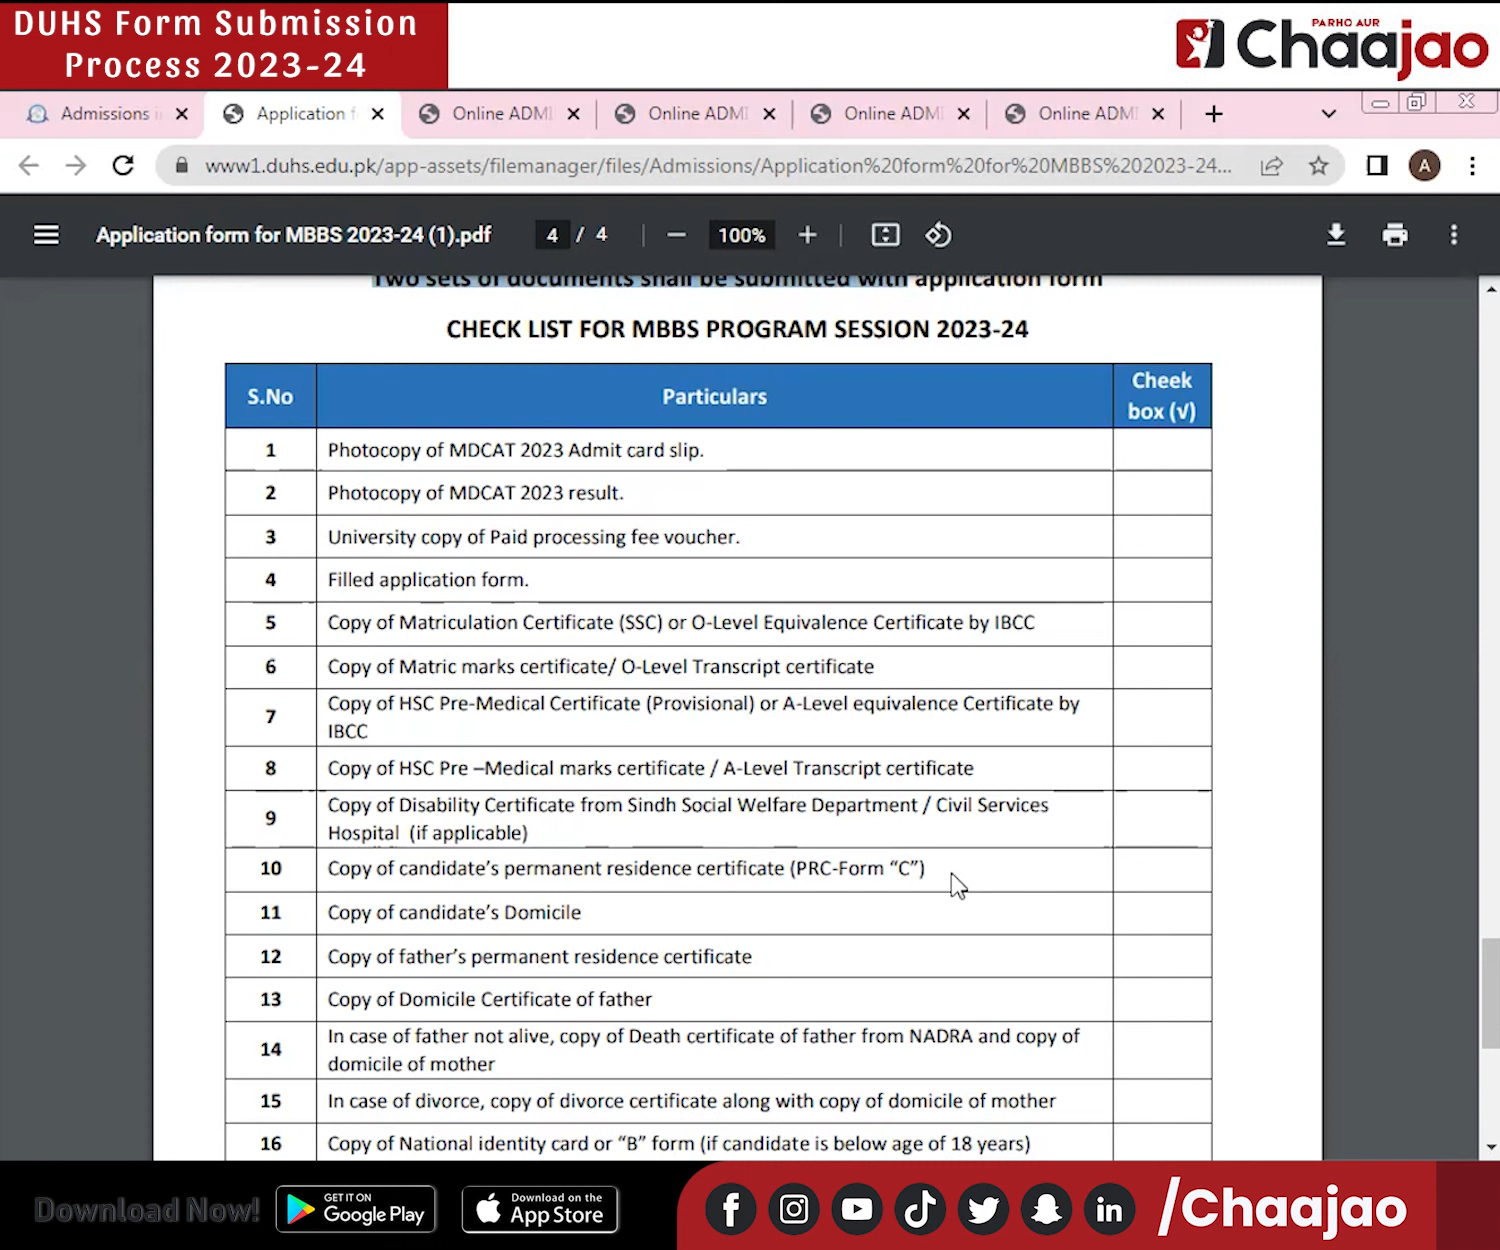 DUHS Form Submission
Process 2023-24
PARHO AUR
Chaajao
Admissions i
Application f
Online ADMI
Online ADMI
Online ADMI
Online ADMI
www1.duhs.edu.pk/app-assets/filemanager/files/Admissions/Application%20form%20for%20MBBS%202023-24...
A
Application form for MBBS 2023-24 (1).pdf
4 / 4
100%
Two sets of documents shall be submitted with application form
CHECK LIST FOR MBBS PROGRAM SESSION 2023-24
S.No
Particulars
Cheek
box (√)
1
Photocopy of MDCAT 2023 Admit card slip.
2
Photocopy of MDCAT 2023 result.
3
University copy of Paid processing fee voucher.
4
Filled application form.
5
Copy of Matriculation Certificate (SSC) or O-Level Equivalence Certificate by IBCC
6
Copy of Matric marks certificate/ O-Level Transcript certificate
7
Copy of HSC Pre-Medical Certificate (Provisional) or A-Level equivalence Certificate by
IBCC
8
Copy of HSC Pre –Medical marks certificate / A-Level Transcript certificate
9
Copy of Disability Certificate from Sindh Social Welfare Department / Civil Services
Hospital (if applicable)
10
Copy of candidate's permanent residence certificate (PRC-Form "C")
11
Copy of candidate's Domicile
12
Copy of father's permanent residence certificate
13
Copy of Domicile Certificate of father
14
In case of father not alive, copy of Death certificate of father from NADRA and copy of
domicile of mother
15
In case of divorce, copy of divorce certificate along with copy of domicile of mother
16
Copy of National identity card or "B" form (if candidate is below age of 18 years)
Download Now!
GET IT ON
Google Play
Download on the
App Store
/Chaajao